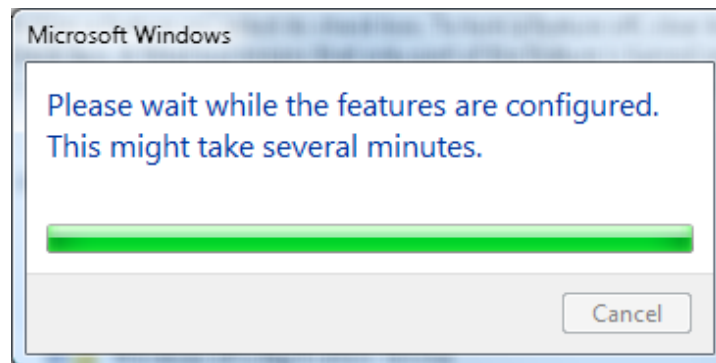 Microsoft Windows
Please wait while the features are configured.
This might take several minutes.
Cancel